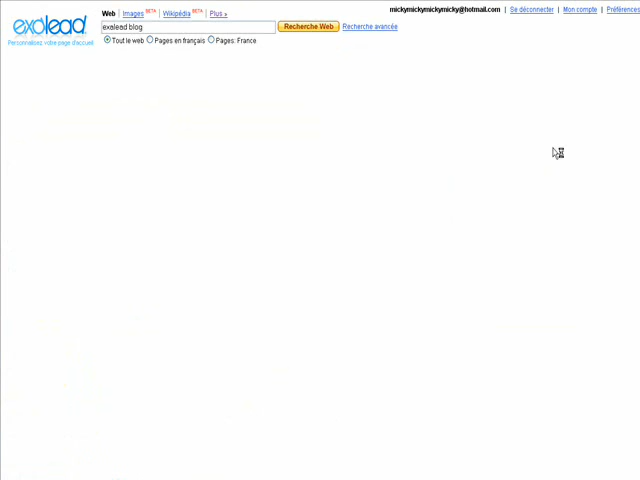 Web | Images BETA | Wikipédia BETA | Plus »
mickymickymickymicky@hotmail.com | Se déconnecter | Mon compte | Préférences
exalead
exalead blog
Recherche Web
Recherche avancée
Personnalisez votre page d'accueil
Tout le web Pages en français Pages: France